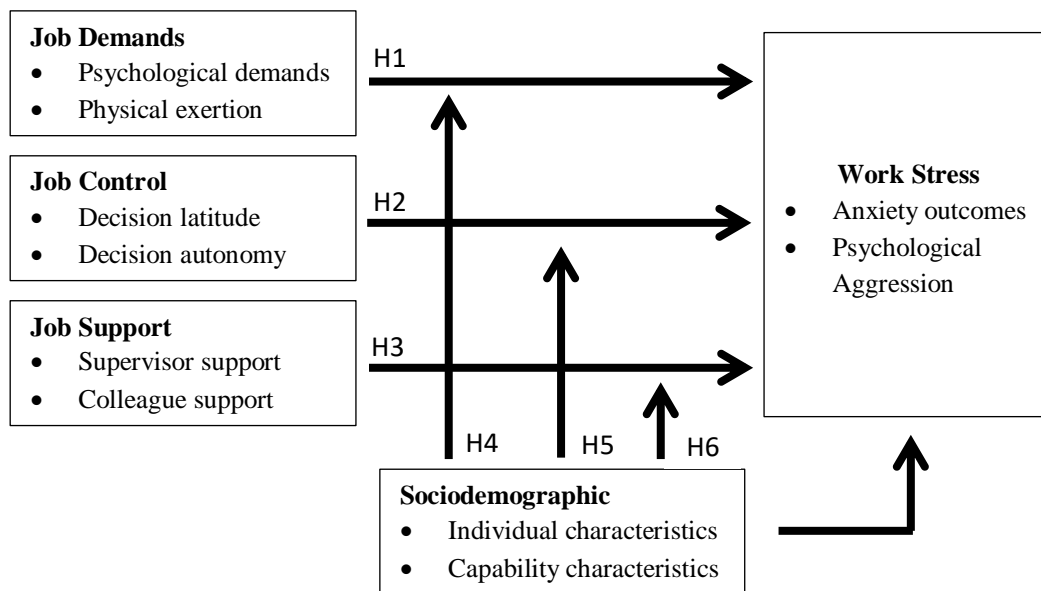 Job Demands
• Psychological demands
• Physical exertion
H1
Job Control
• Decision latitude
• Decision autonomy
H2
Job Support
• Supervisor support
• Colleague support
H3
Work Stress
• Anxiety outcomes
• Psychological
Aggression
H4
H5
H6
Sociodemographic
• Individual characteristics
• Capability characteristics